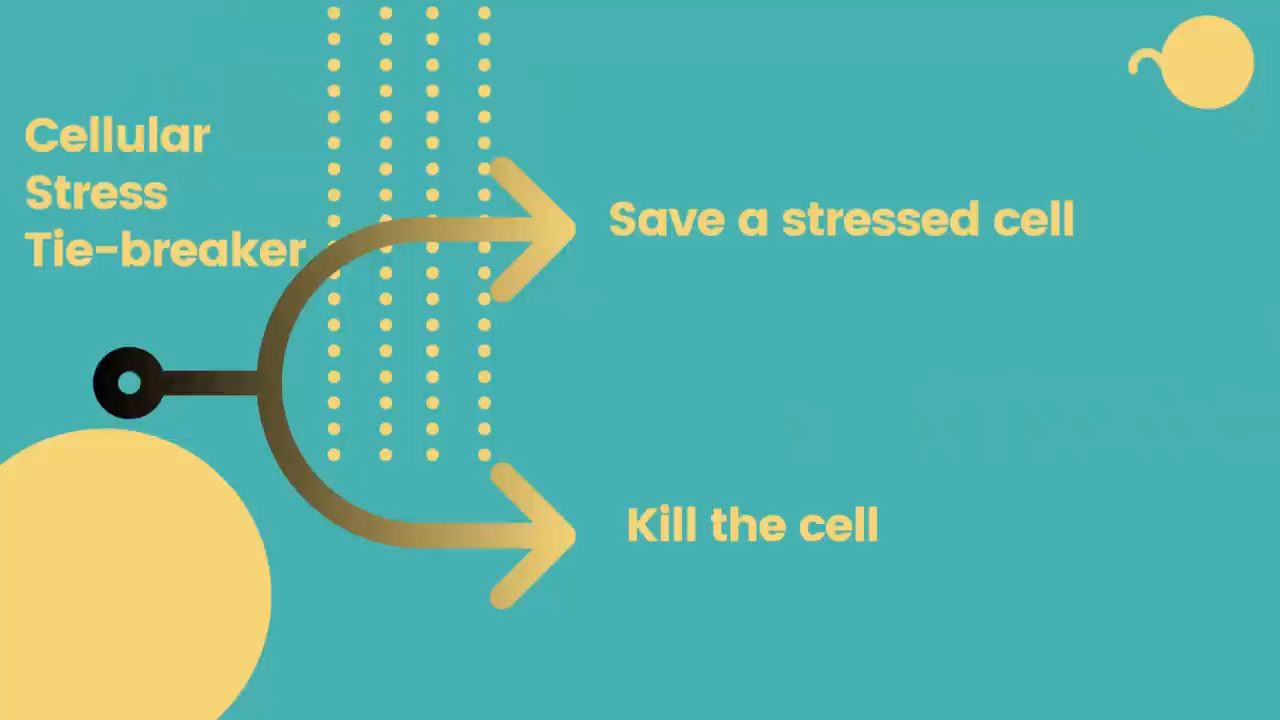 Cellular
Stress
Tie-breaker
Save a stressed cell
Kill the cell